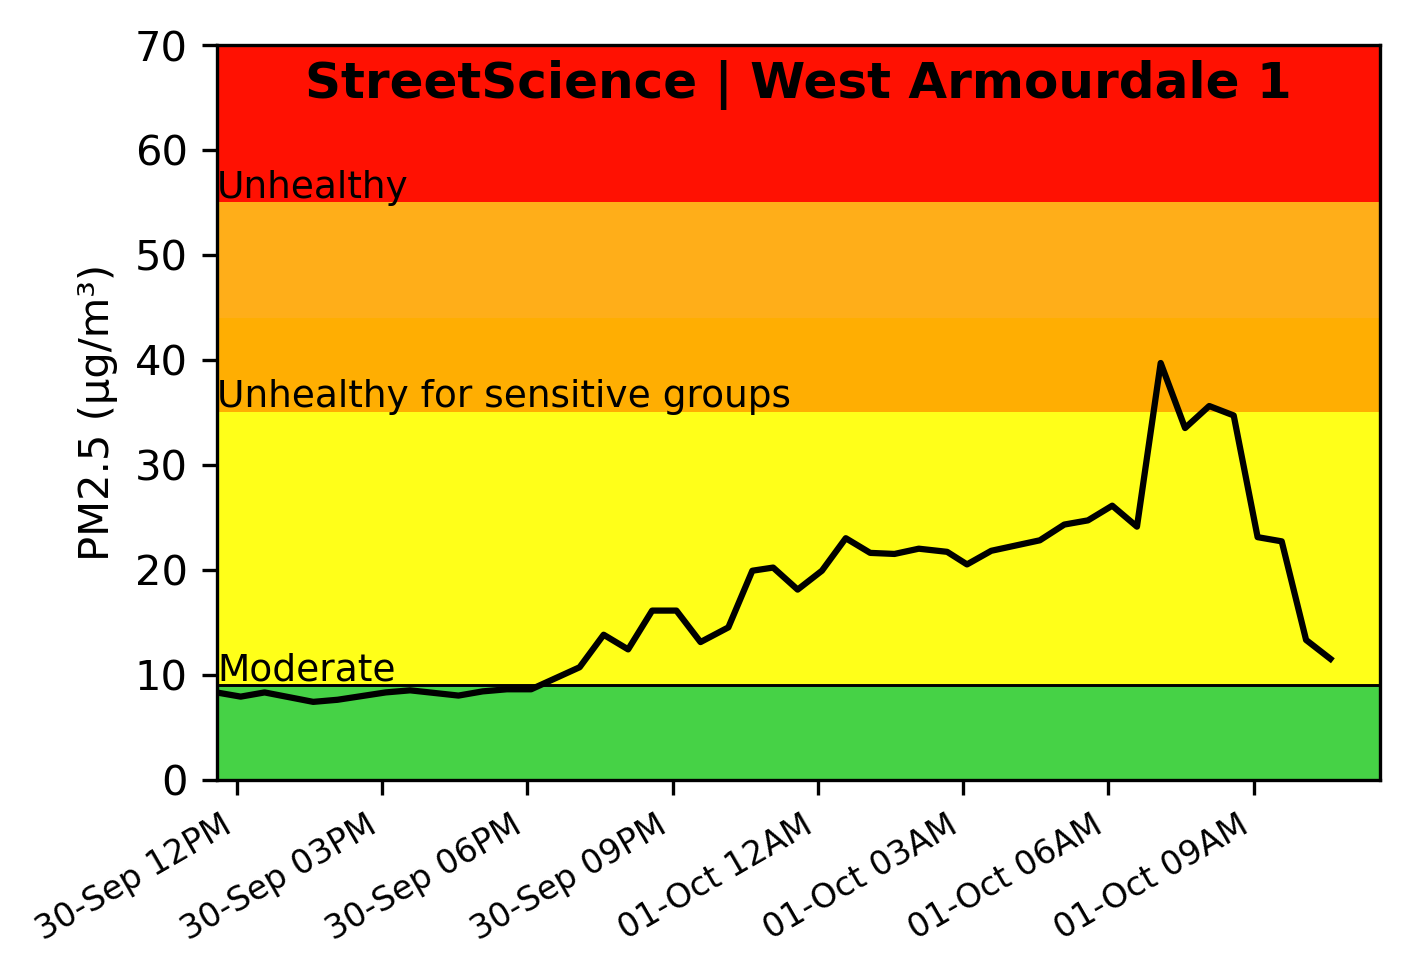 StreetScience | West Armourdale 1
70
60
50
40
30
20
10
0
PM2.5 (µg/m³)
Unhealthy
Unhealthy for sensitive groups
Moderate
30-Sep 12PM
30-Sep 03PM
30-Sep 06PM
30-Sep 09PM
01-Oct 12AM
01-Oct 03AM
01-Oct 06AM
01-Oct 09AM